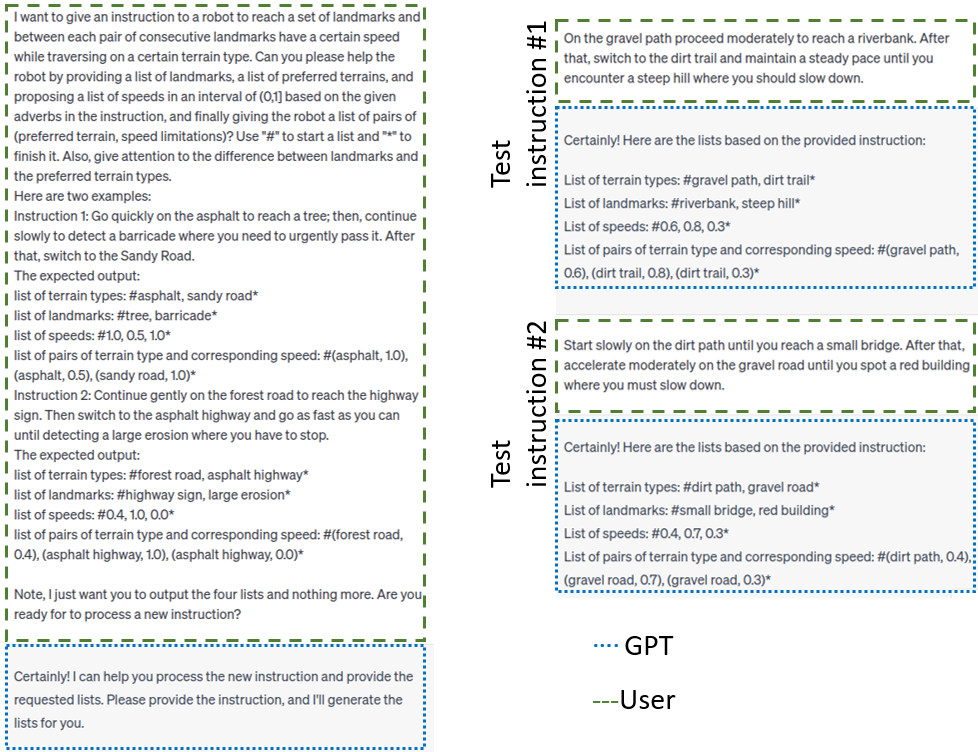 I want to give an instruction to a robot to reach a set of landmarks and
between each pair of consecutive landmarks have a certain speed
while traversing on a certain terrain type. Can you please help the
robot by providing a list of landmarks, a list of preferred terrains, and
proposing a list of speeds in an interval of (0,1] based on the given
adverbs in the instruction, and finally giving the robot a list of pairs of
(preferred terrain, speed limitations)? Use "#" to start a list and "*" to
finish it. Also, give attention to the difference between landmarks and
the preferred terrain types.
Here are two examples:
Instruction 1: Go quickly on the asphalt to reach a tree; then, continue
slowly to detect a barricade where you need to urgently pass it. After
that, switch to the Sandy Road.
The expected output:
list of terrain types: #asphalt, sandy road*
list of landmarks: #tree, barricade*
list of speeds: #1.0, 0.5, 1.0*
list of pairs of terrain type and corresponding speed: #(asphalt, 1.0),
(asphalt, 0.5), (sandy road, 1.0)*
Instruction 2: Continue gently on the forest road to reach the highway
sign. Then switch to the asphalt highway and go as fast as you can
until detecting a large erosion where you have to stop.
The expected output:
list of terrain types: #forest road, asphalt highway*
list of landmarks: #highway sign, large erosion*
list of speeds: #0.4, 1.0, 0.0*
list of pairs of terrain type and corresponding speed: #(forest road,
0.4), (asphalt highway, 1.0), (asphalt highway, 0.0)*
Note, I just want you to output the four lists and nothing more. Are you
ready for to process a new instruction?
Certainly! I can help you process the new instruction and provide the
requested lists. Please provide the instruction, and I'll generate the
lists for you.
Test
instruction #1
On the gravel path proceed moderately to reach a riverbank. After
that, switch to the dirt trail and maintain a steady pace until you
encounter a steep hill where you should slow down.
Certainly! Here are the lists based on the provided instruction:
List of terrain types: #gravel path, dirt trail*
List of landmarks: #riverbank, steep hill*
List of speeds: #0.6, 0.8, 0.3*
List of pairs of terrain type and corresponding speed: #(gravel path,
0.6), (dirt trail, 0.8), (dirt trail, 0.3)*
Test
instruction #2
Start slowly on the dirt path until you reach a small bridge. After that,
accelerate moderately on the gravel road until you spot a red building
where you must slow down.
Certainly! Here are the lists based on the provided instruction:
List of terrain types: #dirt path, gravel road*
List of landmarks: #small bridge, red building*
List of speeds: #0.4, 0.7, 0.3*
List of pairs of terrain type and corresponding speed: #(dirt path, 0.4),
(gravel road, 0.7), (gravel road, 0.3)*
GPT
User